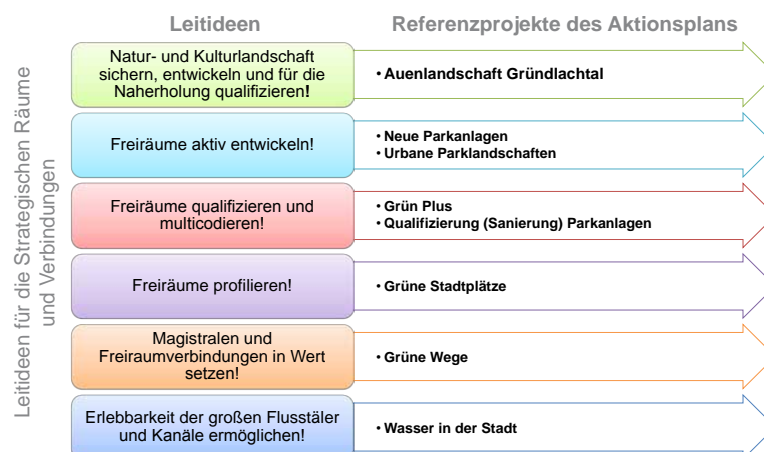 Leitideen
Referenzprojekte des Aktionsplans
Leitideen für die Strategischen Räume
und Verbindungen
Natur- und Kulturlandschaft
sichern, entwickeln und für die
Naherholung qualifizieren!
• Auenlandschaft Gründlachtal
Freiräume aktiv entwickeln!
• Neue Parkanlagen
• Urbane Parklandschaften
Freiräume qualifizieren und
multicodieren!
• Grün Plus
• Qualifizierung (Sanierung) Parkanlagen
Freiräume profilieren!
• Grüne Stadtplätze
Magistralen und
Freiraumverbindungen in Wert
setzen!
• Grüne Wege
Erlebbarkeit der großen Flusstäler
und Kanäle ermöglichen!
• Wasser in der Stadt